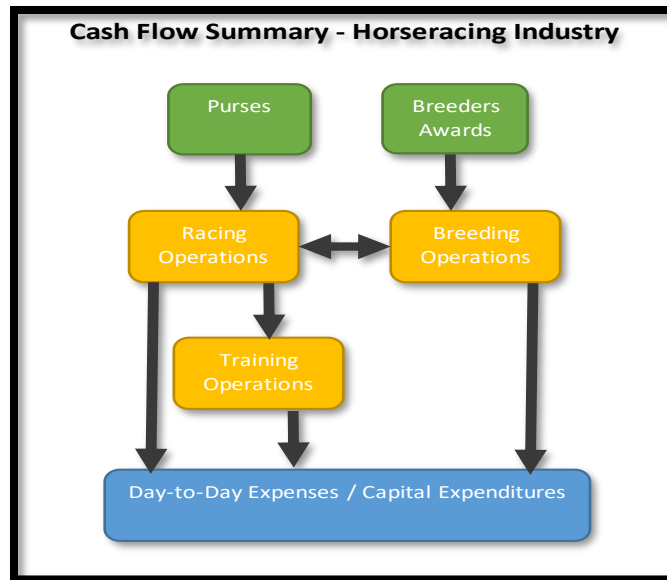 Cash Flow Summary - Horseracing Industry
Purses
Breeders
Awards
Racing
Operations
Breeding
Operations
Training
Operations
Day-to-Day Expenses / Capital Expenditures